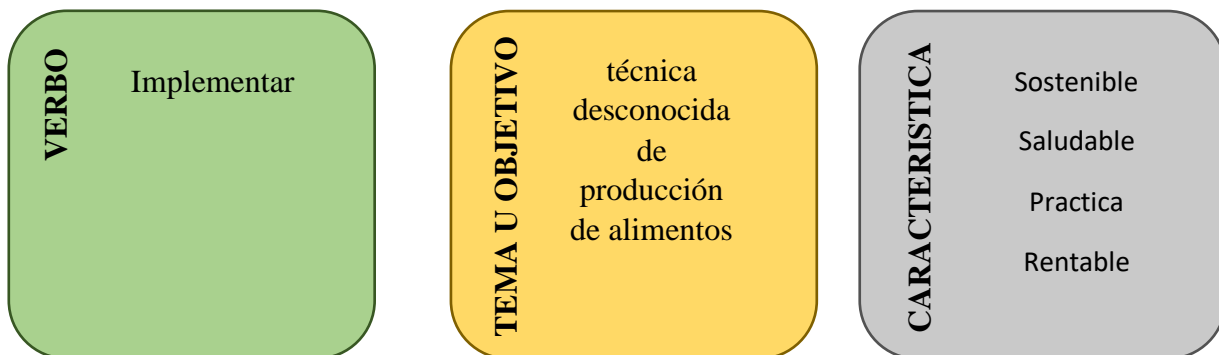 VERBO
Implementar
TEMA U OBJETIVO
técnica
desconocida
de
producción
de alimentos
CARACTERISTICA
Sostenible
Saludable
Practica
Rentable